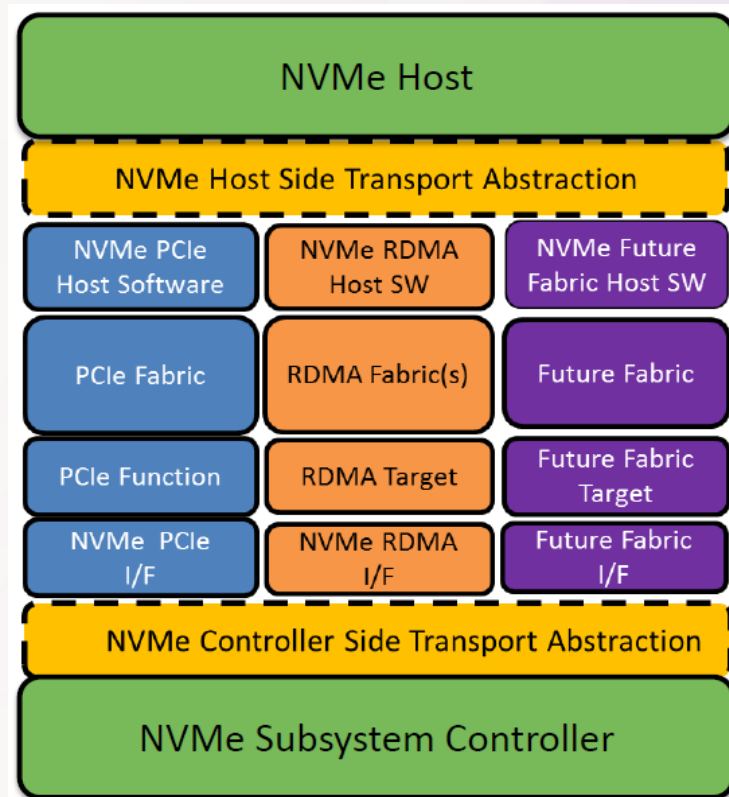 NVMe Host
NVMe Host Side Transport Abstraction
NVMe PCIe
Host Software
NVMe RDMA
Host SW
NVMe Future
Fabric Host SW
PCIe Fabric
RDMA Fabric(s)
Future Fabric
PCIe Function
RDMA Target
Future Fabric
Target
NVMe PCIe
I/F
NVMe RDMA
I/F
Future Fabric
I/F
NVMe Controller Side Transport Abstraction
NVMe Subsystem Controller